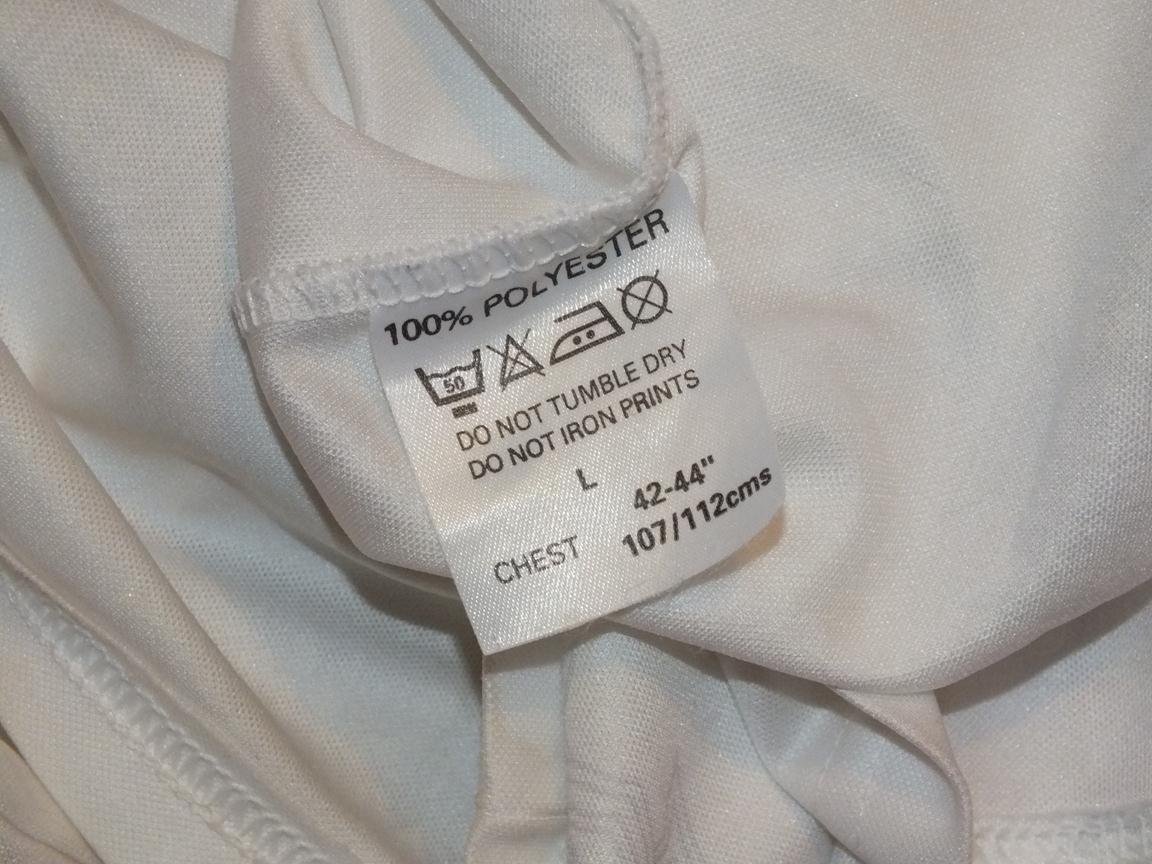 100% POLYESTER
50
DO NOT TUMBLE DRY
DO NOT IRON PRINTS
L
42-44"
CHEST 107/112cms